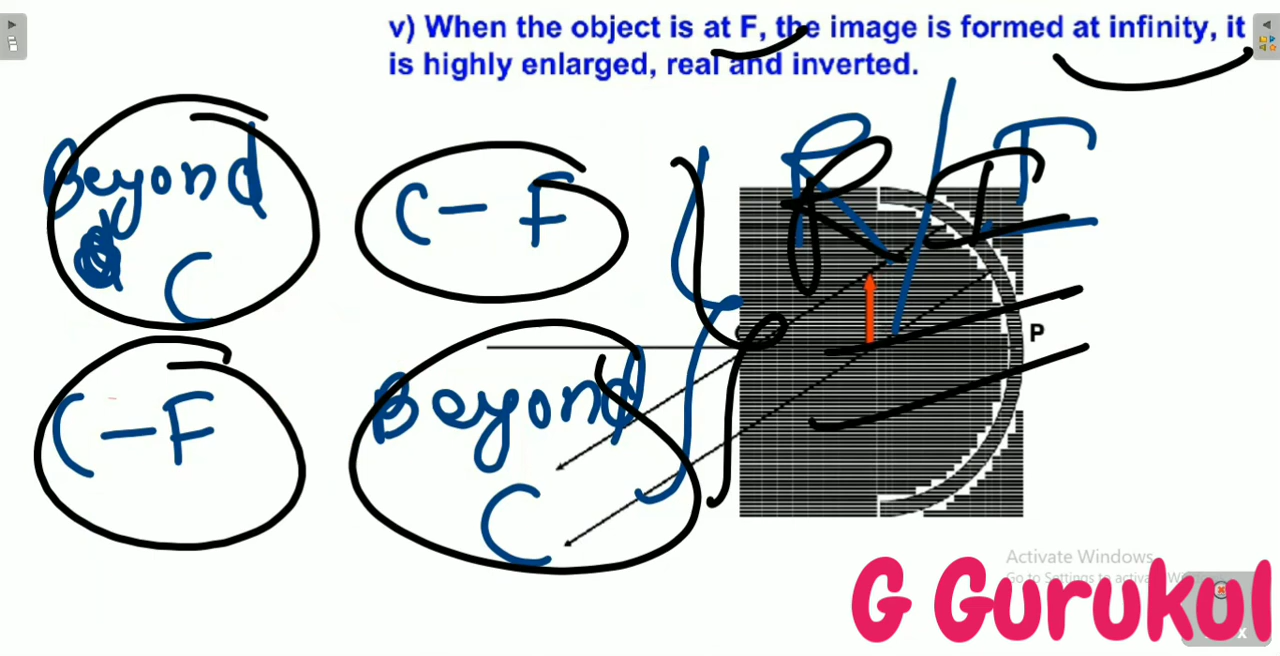 v) When the object is at F, the image is formed at infinity, it
is highly enlarged, real and inverted.
Beyond
C
C - F
R I
P
C - F
Beyond
C
Activate Windows
G Gurukul